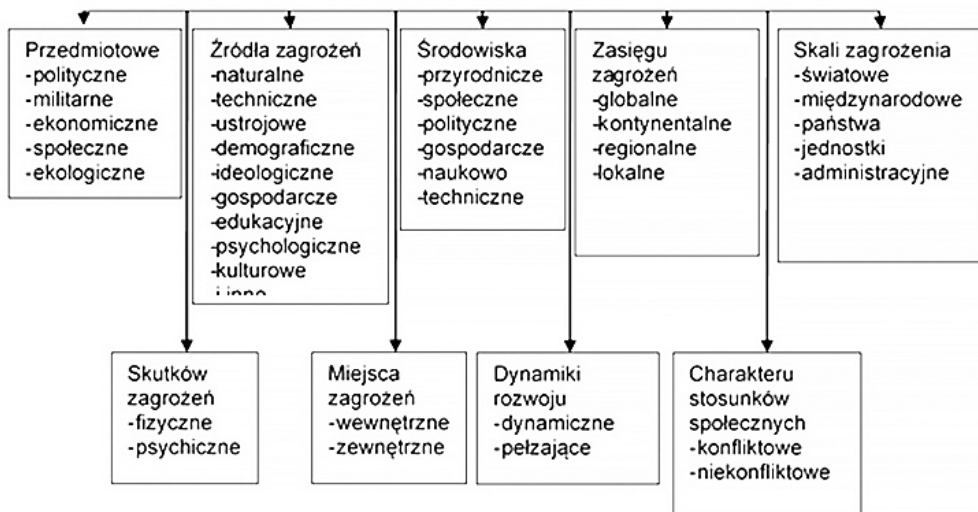 Przedmiotowe
-polityczne
-militarne
-ekonomiczne
-społeczne
-ekologiczne
Źródła zagrożeń
-naturalne
-techniczne
-ustrojowe
-demograficzne
-ideologiczne
-gospodarcze
-edukacyjne
-psychologiczne
-kulturowe
-i inne
Środowiska
-przyrodnicze
-społeczne
-polityczne
-gospodarcze
-naukowo
-techniczne
Zasięgu
zagrożeń
-globalne
-kontynentalne
-regionalne
-lokalne
Skali zagrożenia
-światowe
-międzynarodowe
-państwa
-jednostki
-administracyjne
Skutków
zagrożeń
-fizyczne
-psychiczne
Miejsca
zagrożeń
-wewnętrzne
-zewnętrzne
Dynamiki
rozwoju
-dynamiczne
-pełzające
Charakteru
stosunków
społecznych
-konfliktowe
-niekonfliktowe